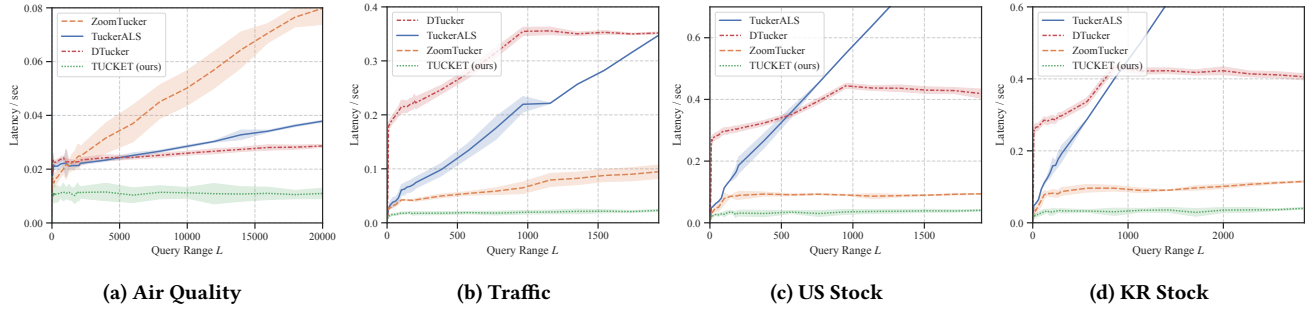 ZoomTucker
TuckerALS
DTucker
TUCKET (ours)
Latency / sec
0.08
0.06
0.04
0.02
0.00
0 5000 10000 15000 20000
Query Range L
(a) Air Quality
DTucker
TuckerALS
ZoomTucker
TUCKET (ours)
Latency / sec
0.4
0.3
0.2
0.1
0.0
0 500 1000 1500
Query Range L
(b) Traffic
TuckerALS
DTucker
ZoomTucker
TUCKET (ours)
Latency / sec
0.6
0.4
0.2
0.0
0 500 1000 1500
Query Range L
(c) US Stock
TuckerALS
DTucker
ZoomTucker
TUCKET (ours)
Latency / sec
0.6
0.4
0.2
0.0
0 1000 2000
Query Range L
(d) KR Stock